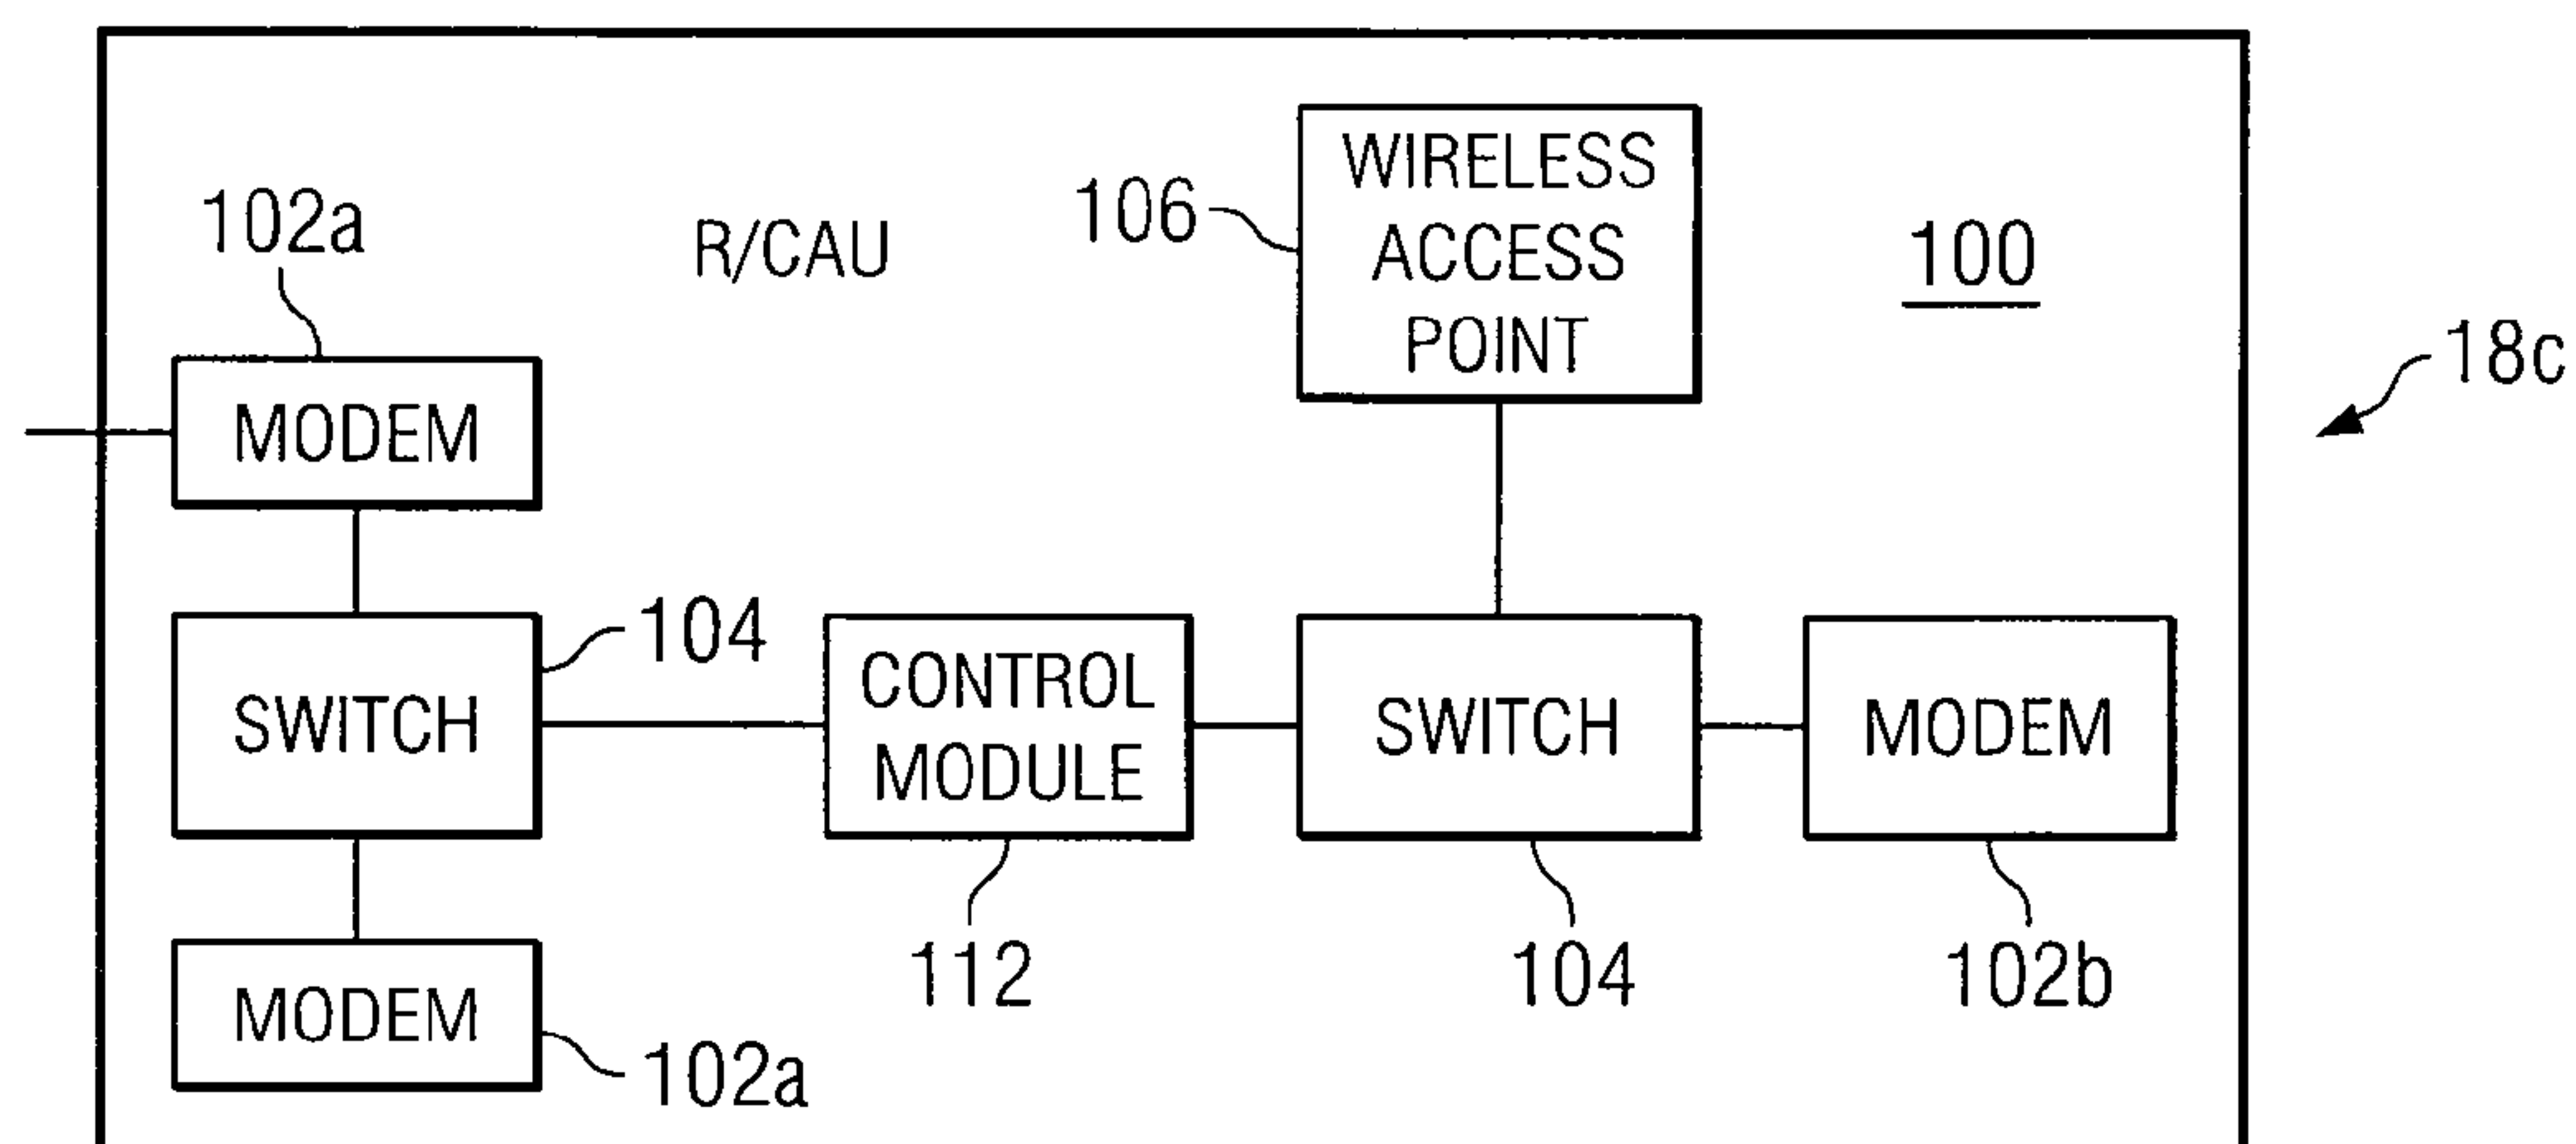 WIRELESS
ACCESS
POINT
106
102a
R/CAU
100
18c
MODEM
104
SWITCH
CONTROL
MODULE
SWITCH
MODEM
112
104
102b
MODEM
102a